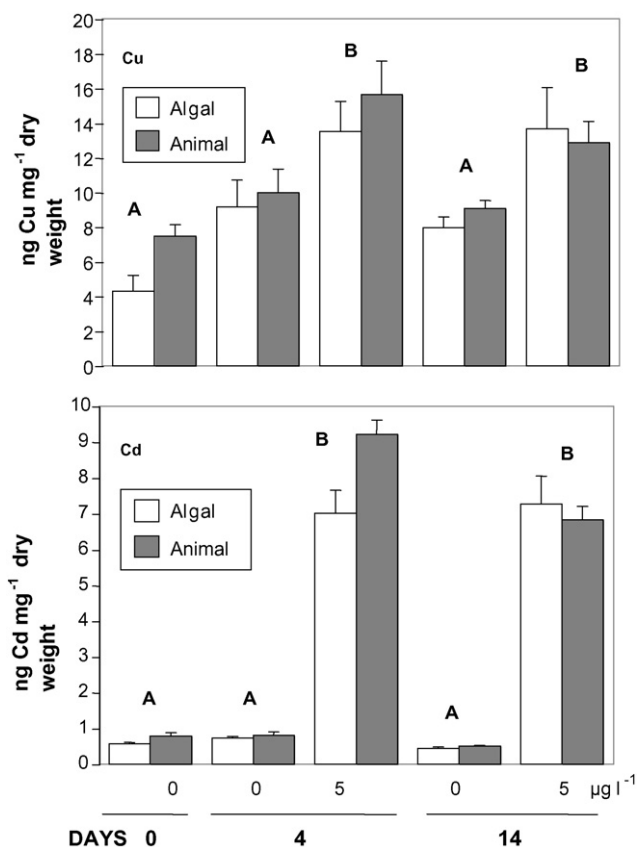 20
18
16
14
12
10
8
6
4
2
0
ng Cu mg⁻¹ dry
weight
Cu
Algal
Animal
A
A
B
A
B
10
9
8
7
6
5
4
3
2
1
0
ng Cd mg⁻¹ dry
weight
Cd
Algal
Animal
A
A
B
A
B
0 0 5 0 5 µg l⁻¹
DAYS 0 4 14